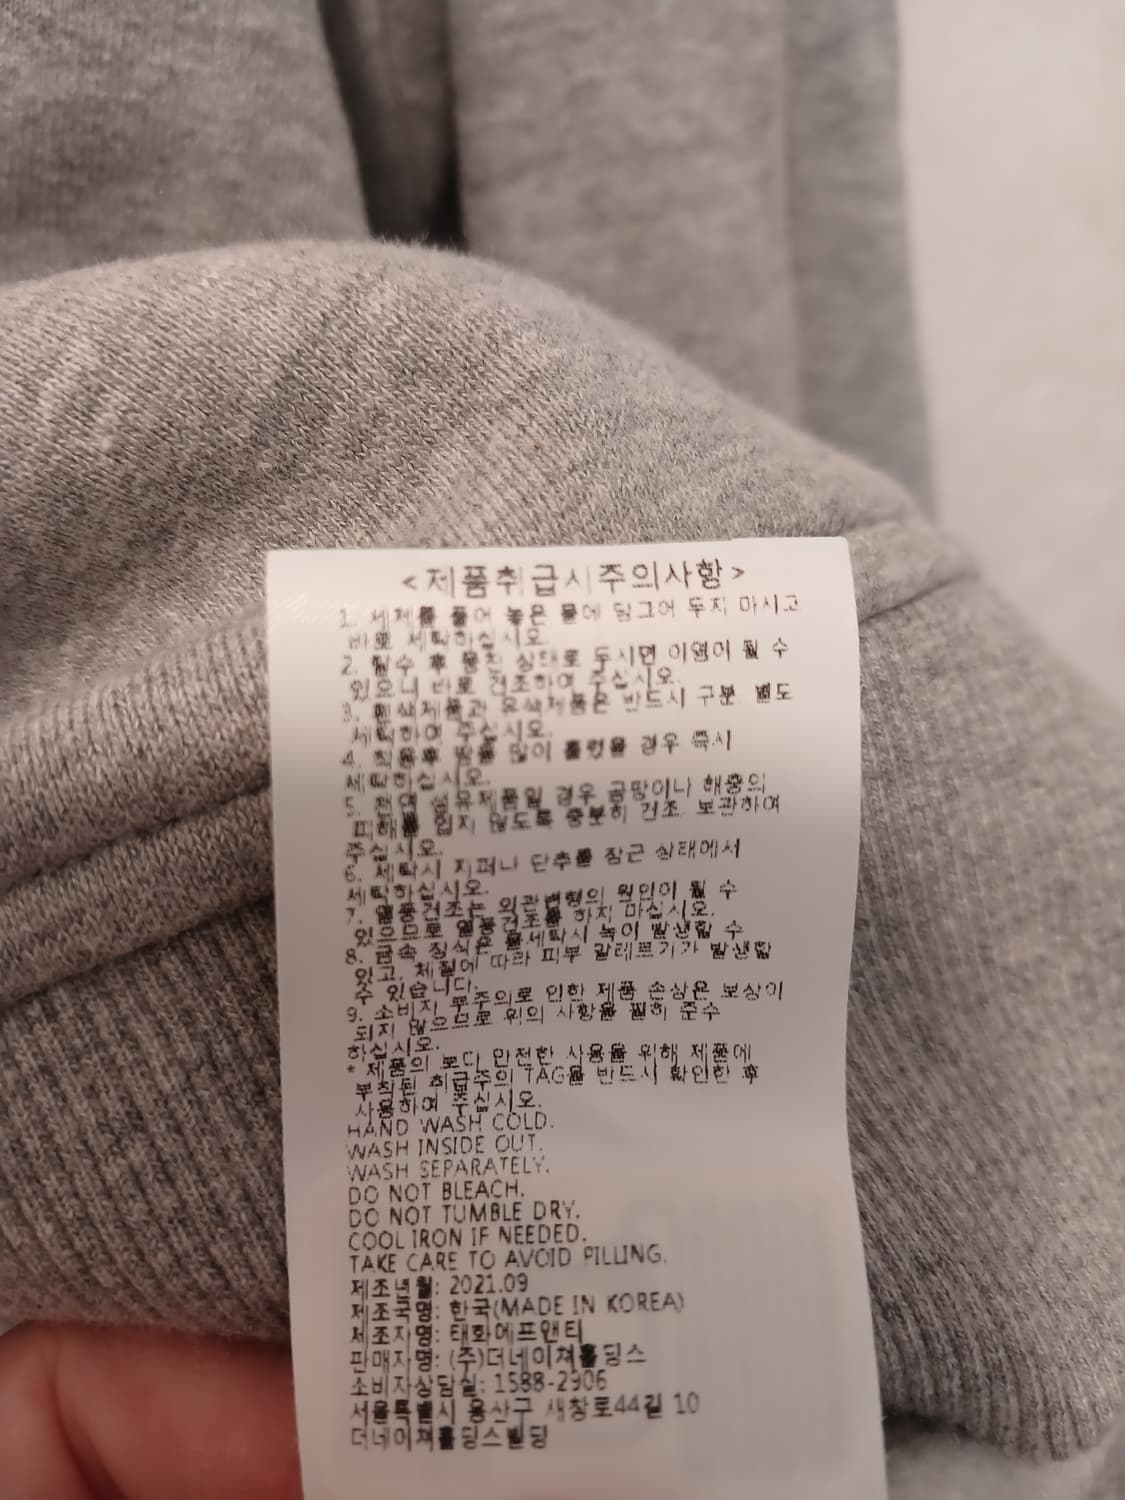 <제품취급시주의사항>
1. 세제를 풀어 놓은 물에 담그어 두지 마시고
바로 세탁하십시오.
2. 탈수 후 뭉친 상태로 두시면 이염이 될 수
있으니 바로 건조하여 주십시오.
3. 흰색제품과 유색제품은 반드시 구분 별도
세탁하여 주십시오.
4. 착용후 땀을 많이 흘렸을 경우 즉시
세탁하십시오.
5. 천연 섬유제품일 경우 곰팡이나 해충의
피해를 입지 않도록 충분히 건조 보관하여
주십시오.
6. 세탁시 지퍼나 단추를 잠근 상태에서
세탁하십시오.
7. 열풍건조는 외관변형의 원인이 될 수
있으므로 열풍건조를 하지 마십시오.
8. 금속 장식은 물세탁시 녹이 발생할 수
있고, 체질에 따라 피부 알레르기가 발생할
수 있습니다.
9. 소비자 부주의로 인한 제품 손상은 보상이
되지 않으므로 위의 사항을 필히 준수
하십시오.
* 제품의 보다 안전한 사용을 위해 제품에
부착된 취급주의 TAG을 반드시 확인한 후
사용하여 주십시오.
HAND WASH COLD.
WASH INSIDE OUT.
WASH SEPARATELY.
DO NOT BLEACH.
DO NOT TUMBLE DRY.
COOL IRON IF NEEDED.
TAKE CARE TO AVOID PILLING.
제조년월: 2021.09
제조국명: 한국(MADE IN KOREA)
제조자명: 태화에프앤티
판매자명: (주)더네이쳐홀딩스
소비자상담실: 1588-2906
서울특별시 용산구 새창로44길 10
더네이쳐홀딩스빌딩